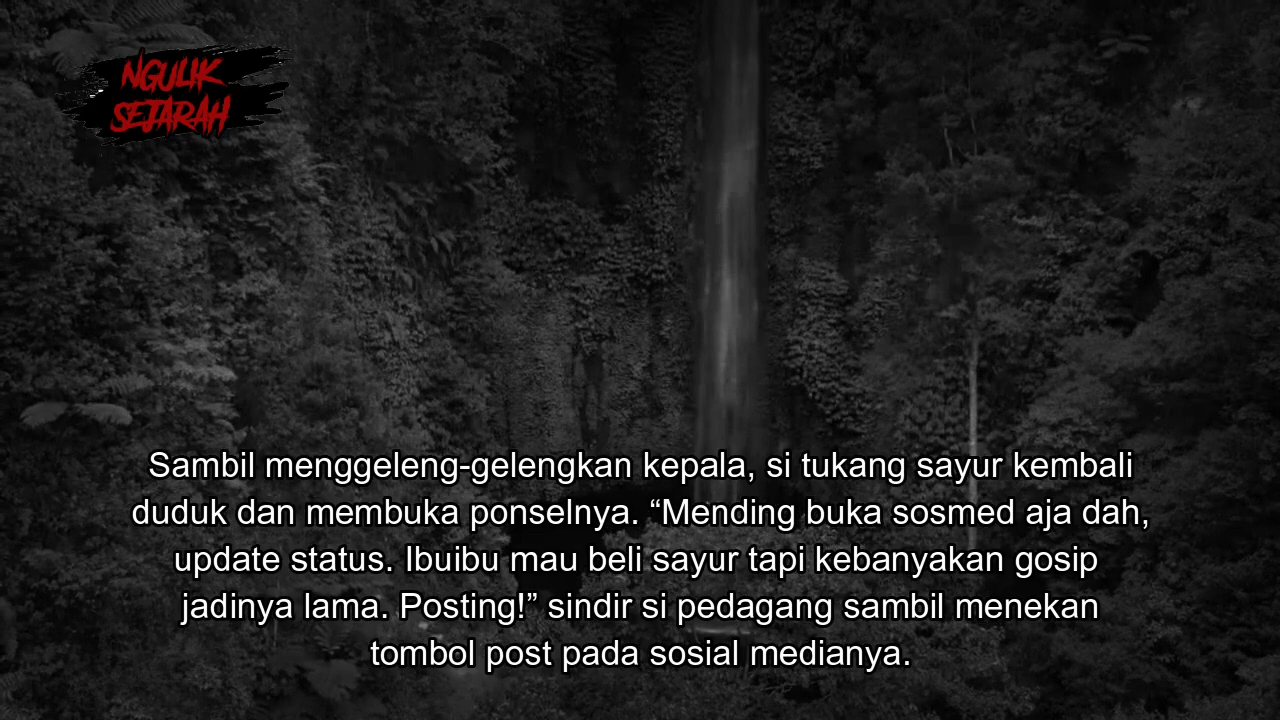 NGULIK
SEJARAH
Sambil menggeleng-gelengkan kepala, si tukang sayur kembali
duduk dan membuka ponselnya. “Mending buka sosmed aja dah,
update status. Ibuibu mau beli sayur tapi kebanyakan gosip
jadinya lama. Posting!” sindir si pedagang sambil menekan
tombol post pada sosial medianya.